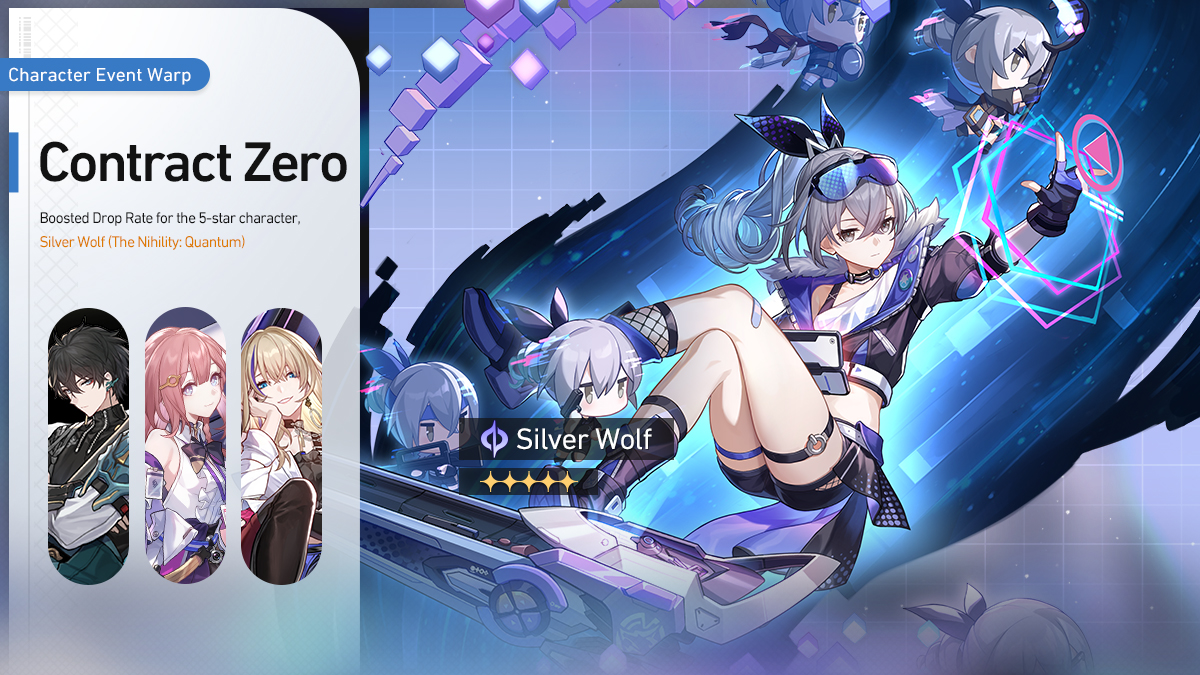 Character Event Warp
Contract Zero
Boosted Drop Rate for the 5-star character,
Silver Wolf (The Nihility: Quantum)
Silver Wolf